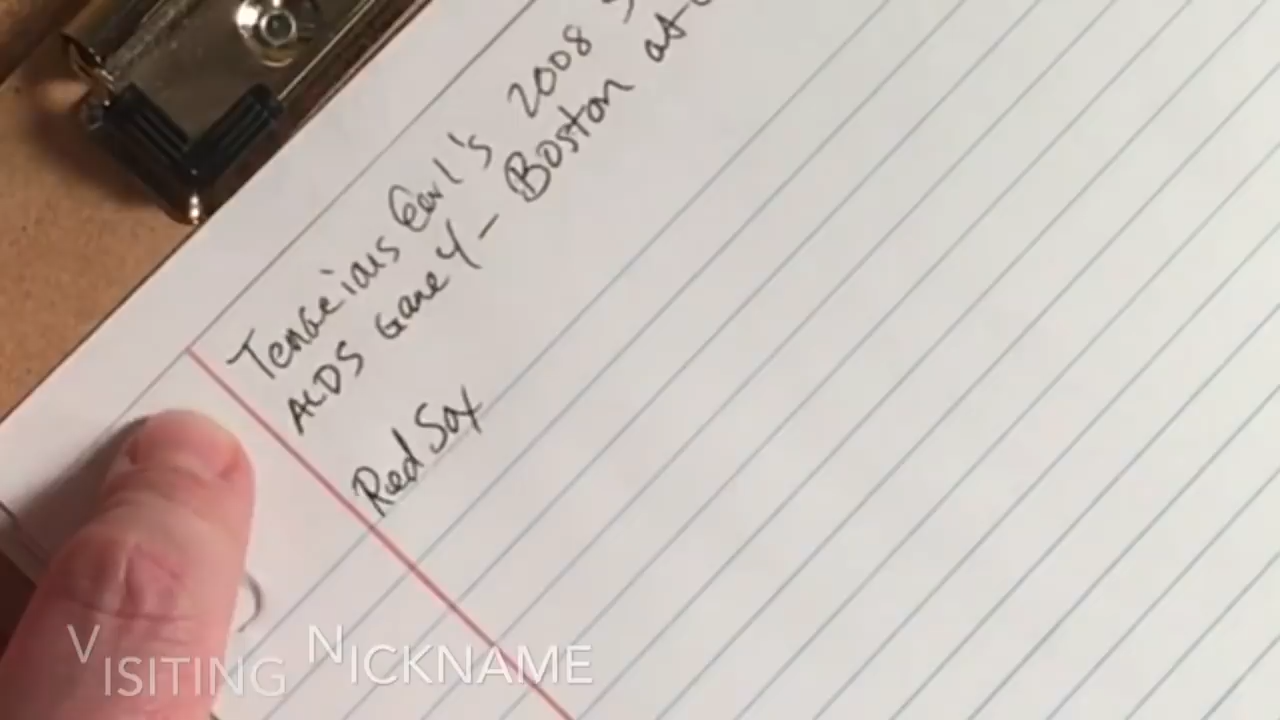 Tenacious Earl's 2008
ALDS Game 4 - Boston at
Red Sox
VISITING NICKNAME